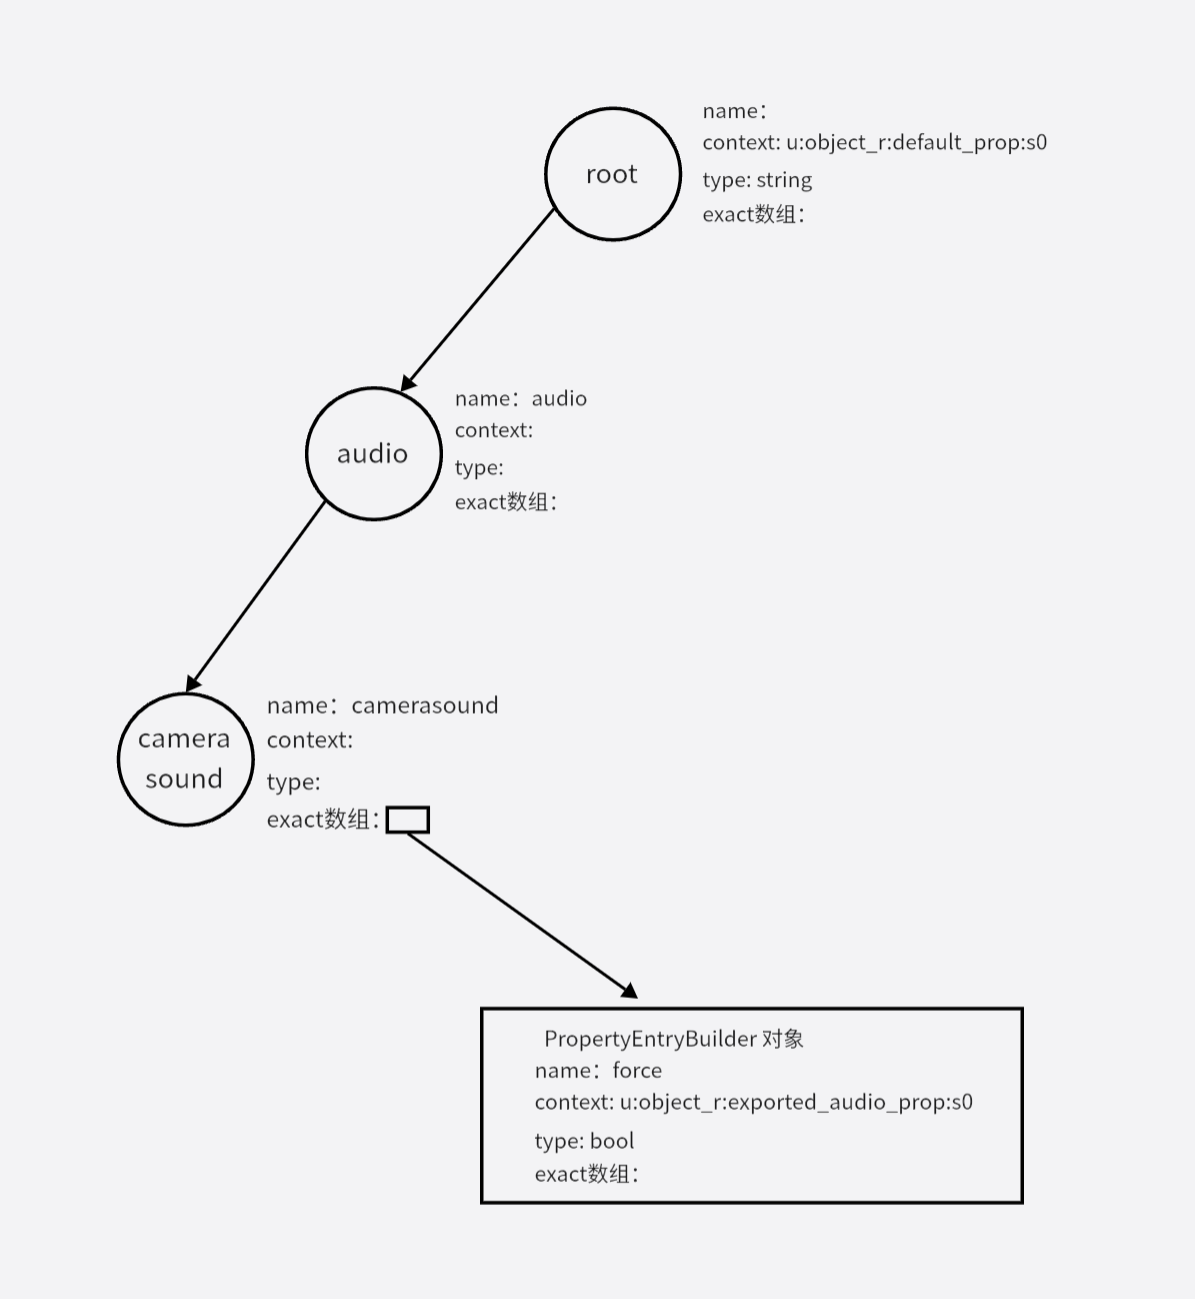 root
name：
context: u:object_r:default_prop:s0
type: string
exact数组：
audio
name：audio
context:
type:
exact数组：
camera
sound
name：camerasound
context:
type:
exact数组：
PropertyEntryBuilder 对象
name：force
context: u:object_r:exported_audio_prop:s0
type: bool
exact数组：